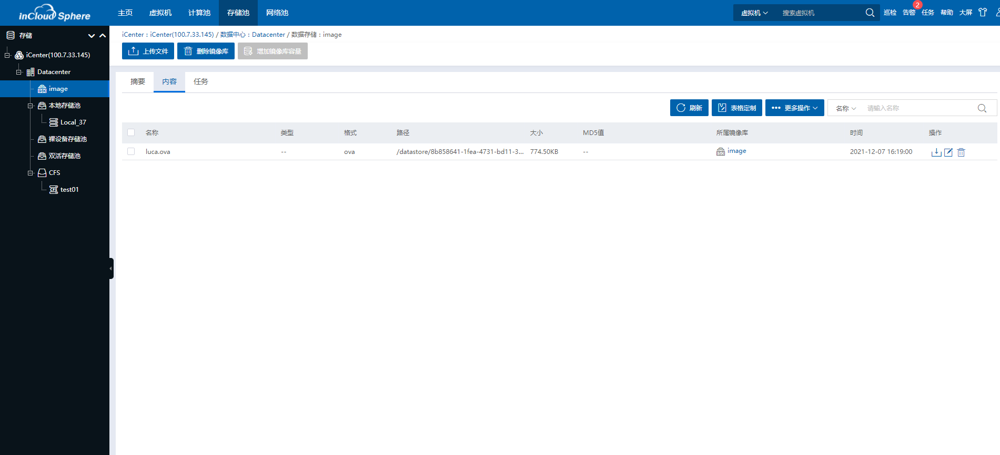 inCloud Sphere
主页 虚拟机 计算池 存储池 网络池
虚拟机 搜索虚拟机 巡检 告警 2 任务 帮助 大屏
存储
iCenter(100.7.33.145)
Datacenter
image
本地存储池
Local_37
裸设备存储池
双活存储池
CFS
test01
iCenter : iCenter(100.7.33.145) / 数据中心 : Datacenter / 数据存储 : image
上传文件 删除镜像库 增加镜像库容量
摘要 内容 任务
刷新 表格定制 更多操作 名称 请输入名称
名称 类型 格式 路径 大小 MD5值 所属镜像库 时间 操作
luca.ova -- ova /datastore/8b858641-1fea-4731-bd11-3... 774.50KB -- image 2021-12-07 16:19:00